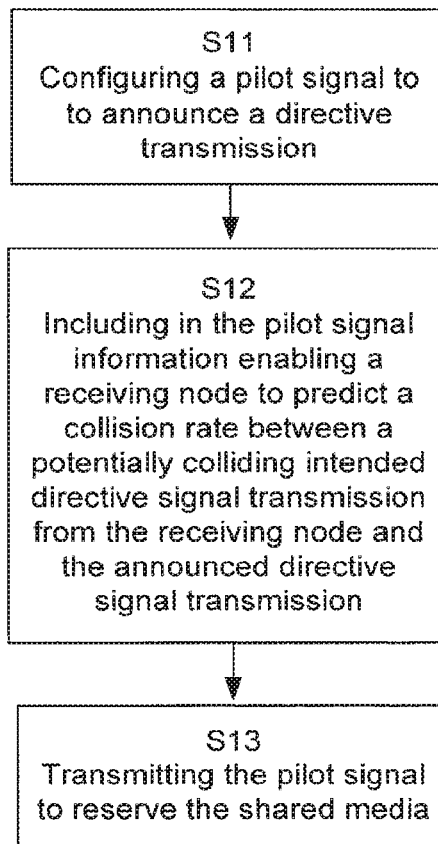 S11
Configuring a pilot signal to
to announce a directive
transmission
S12
Including in the pilot signal
information enabling a
receiving node to predict a
collision rate between a
potentially colliding intended
directive signal transmission
from the receiving node and
the announced directive
signal transmission
S13
Transmitting the pilot signal
to reserve the shared media